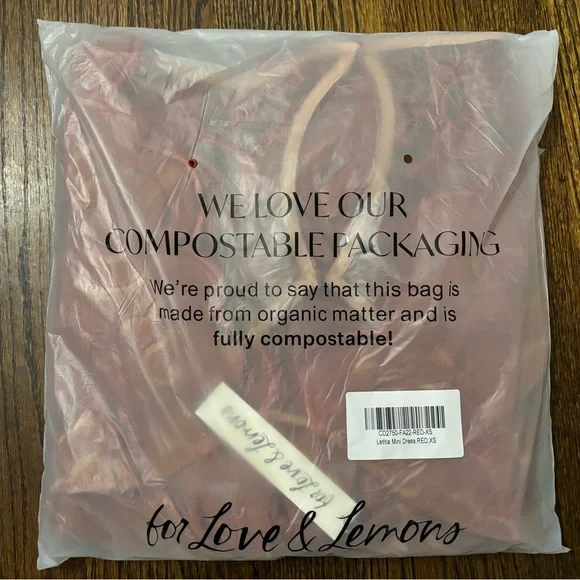 WE LOVE OUR
COMPOSTABLE PACKAGING
We're proud to say that this bag is
made from organic matter and is
fully compostable!
CD2750-FA22-RED-XS
Letitia Mini Dress,RED,XS
for Love & Lemons
for Love & Lemons